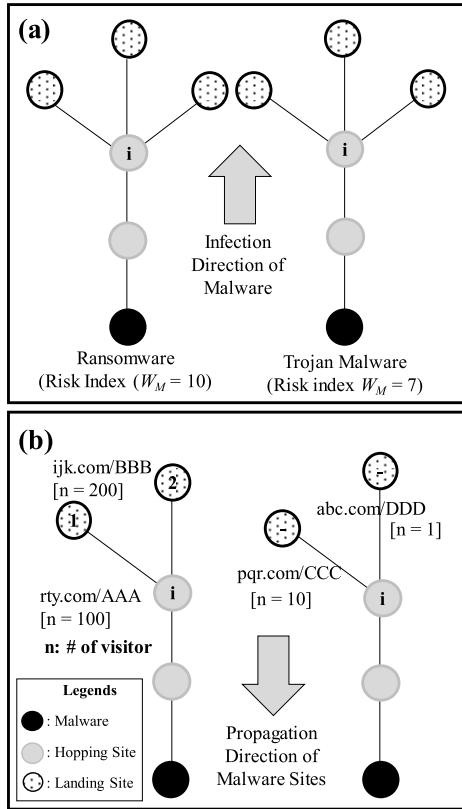 (a)
i
i
Infection
Direction of
Malware
Ransomware
(Risk Index (W_M = 10)
Trojan Malware
(Risk index W_M = 7)
(b)
ijk.com/BBB
[n = 200]
2
1
-
abc.com/DDD
[n = 1]
-
pqr.com/CCC
[n = 10]
rty.com/AAA
[n = 100]
i
i
n: # of visitor
Legends
: Malware
: Hopping Site
: Landing Site
Propagation
Direction of
Malware Sites